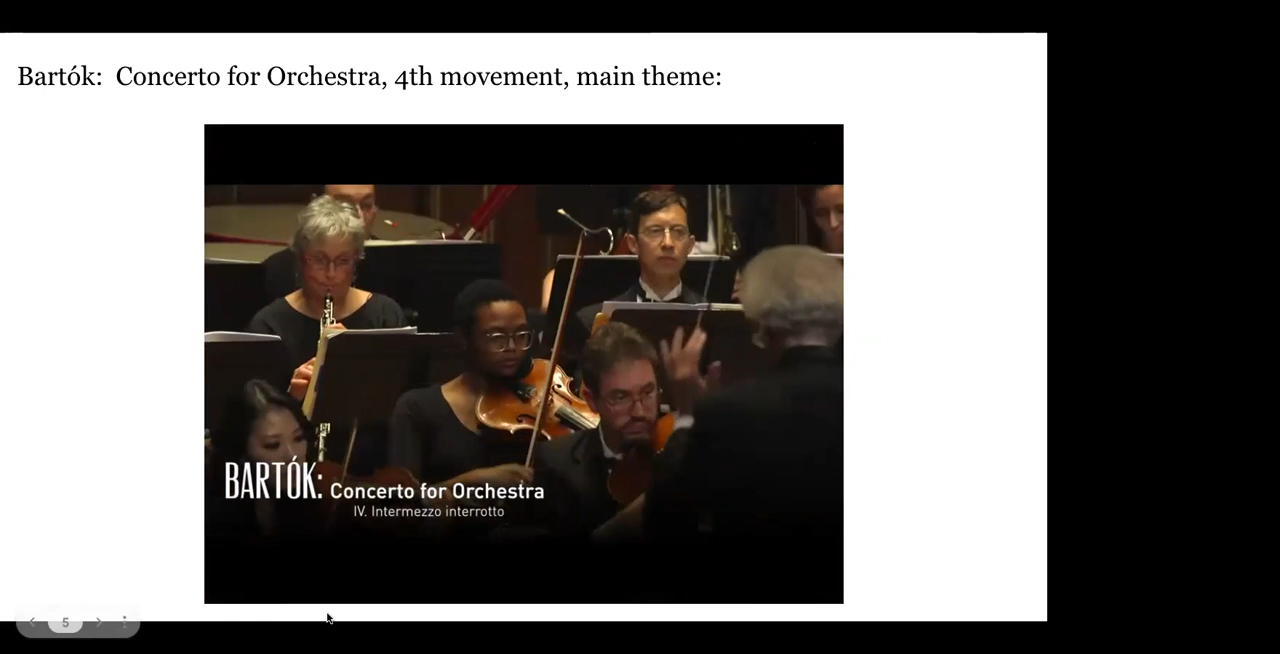 Bartók:  Concerto for Orchestra, 4th movement, main theme:
BARTÓK: Concerto for Orchestra
IV. Intermezzo interrotto
5